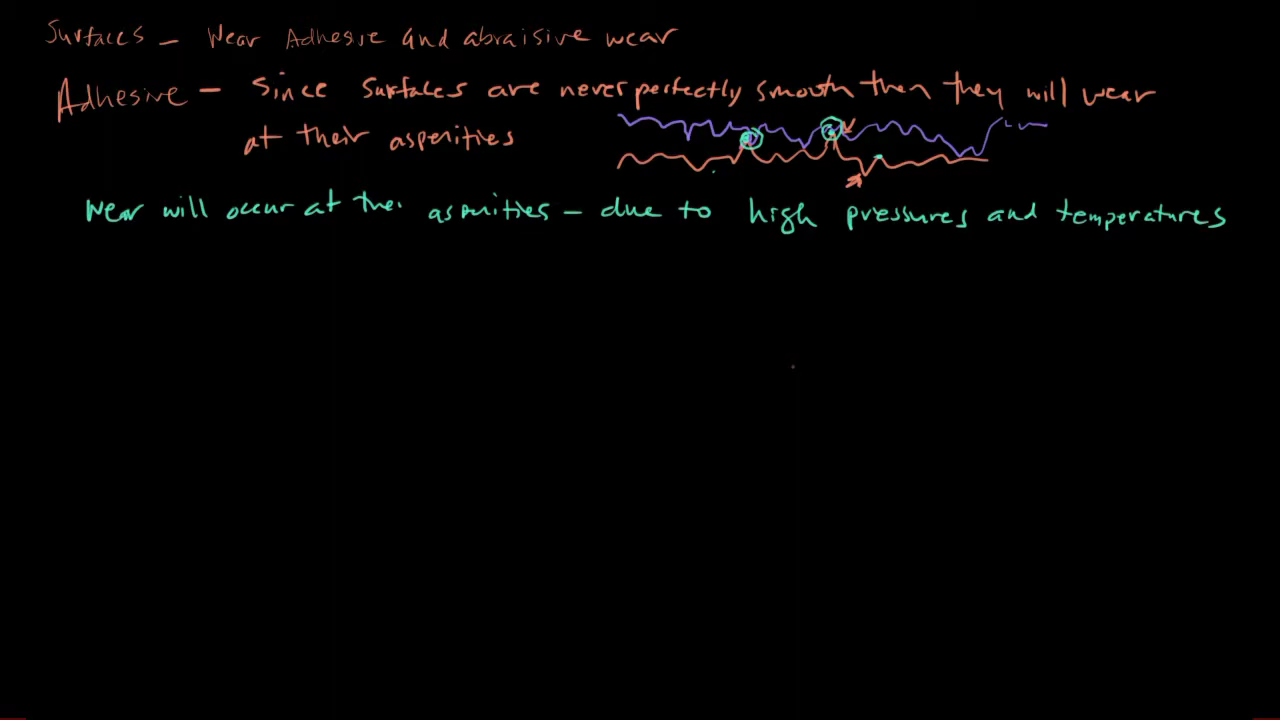 Surfaces - Wear Adhesie and abraisive wear
Adhesive - Since surfaces are never perfectly smooth then they will wear
at their asperities
Wear will occur at the asperities - due to high pressures and temperatures